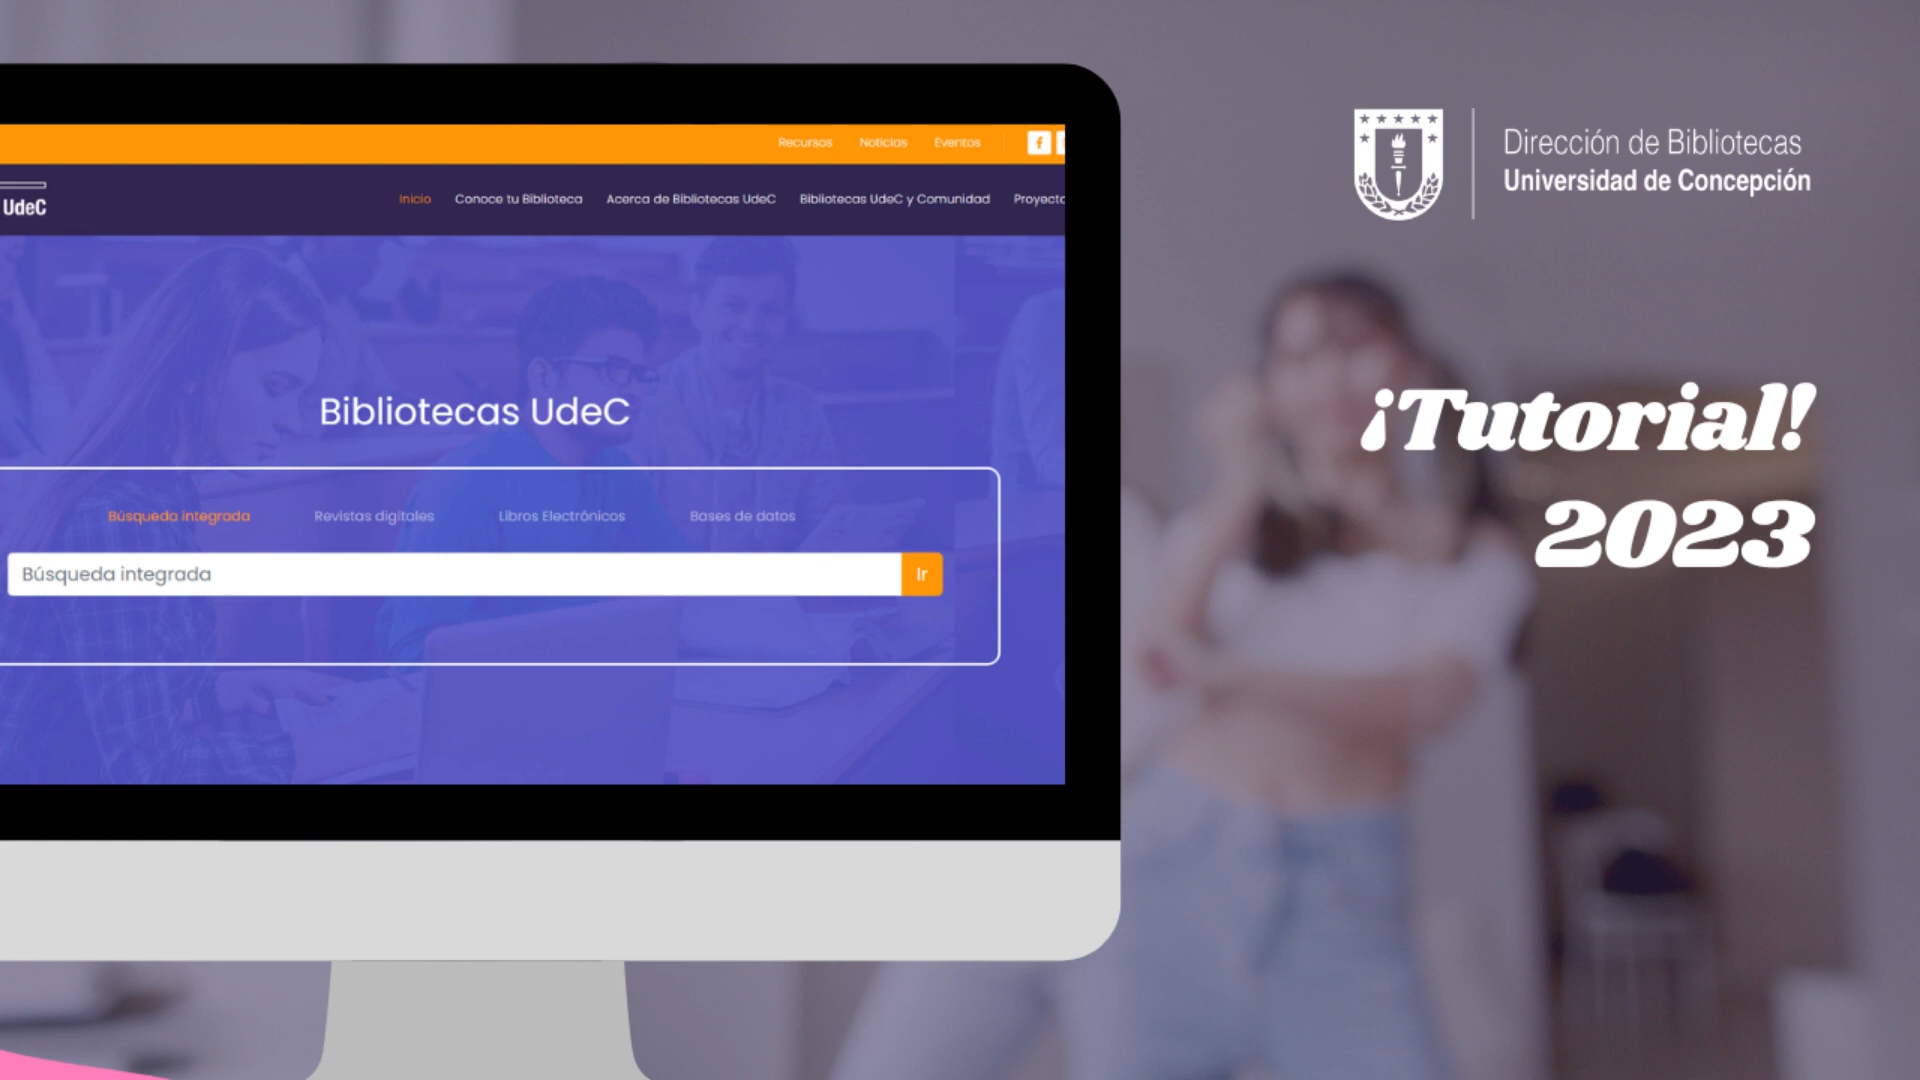 Recursos Noticias Eventos
UdeC
Inicio Conoce tu Biblioteca Acerca de Bibliotecas UdeC Bibliotecas UdeC y Comunidad
Bibliotecas UdeC
Búsqueda integrada Revistas digitales Libros Electrónicos Bases de datos
Búsqueda integrada Ir
Dirección de Bibliotecas
Universidad de Concepción
¡Tutorial!
2023